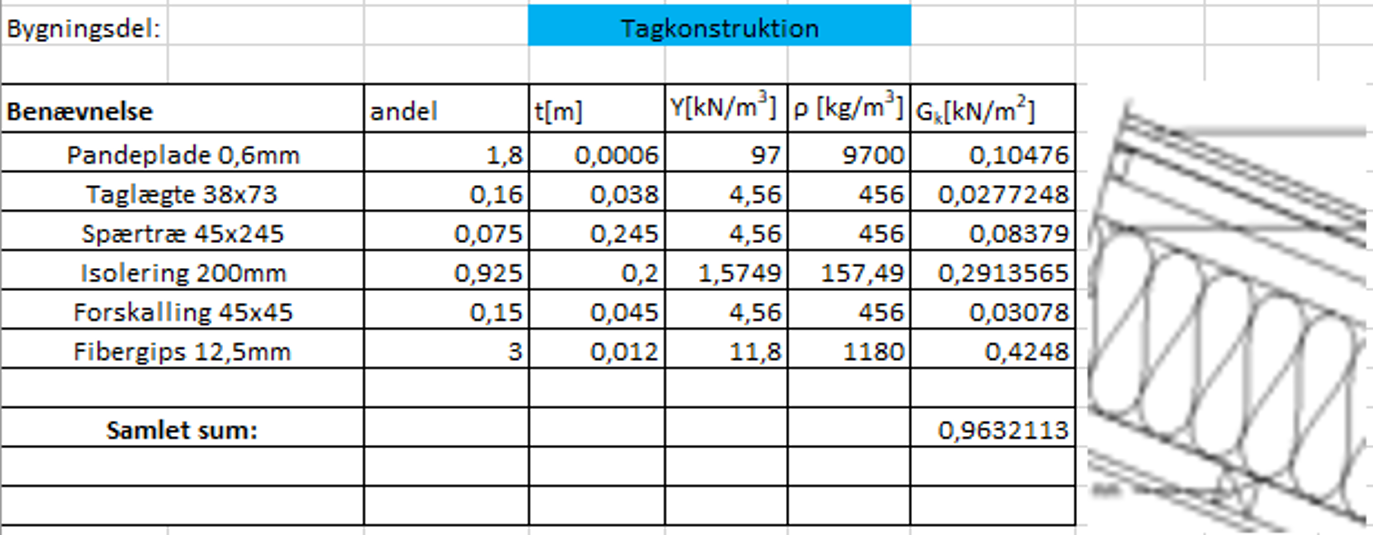 Bygningsdel: Tagkonstruktion
Benævnelse andel t[m] Y[kN/m³] ρ [kg/m³] Gₖ[kN/m²]
Pandeplade 0,6mm 1,8 0,0006 97 9700 0,10476
Taglægte 38x73 0,16 0,038 4,56 456 0,0277248
Spærtræ 45x245 0,075 0,245 4,56 456 0,08379
Isolering 200mm 0,925 0,2 1,5749 157,49 0,2913565
Forskalling 45x45 0,15 0,045 4,56 456 0,03078
Fibergips 12,5mm 3 0,012 11,8 1180 0,4248
Samlet sum: 0,9632113